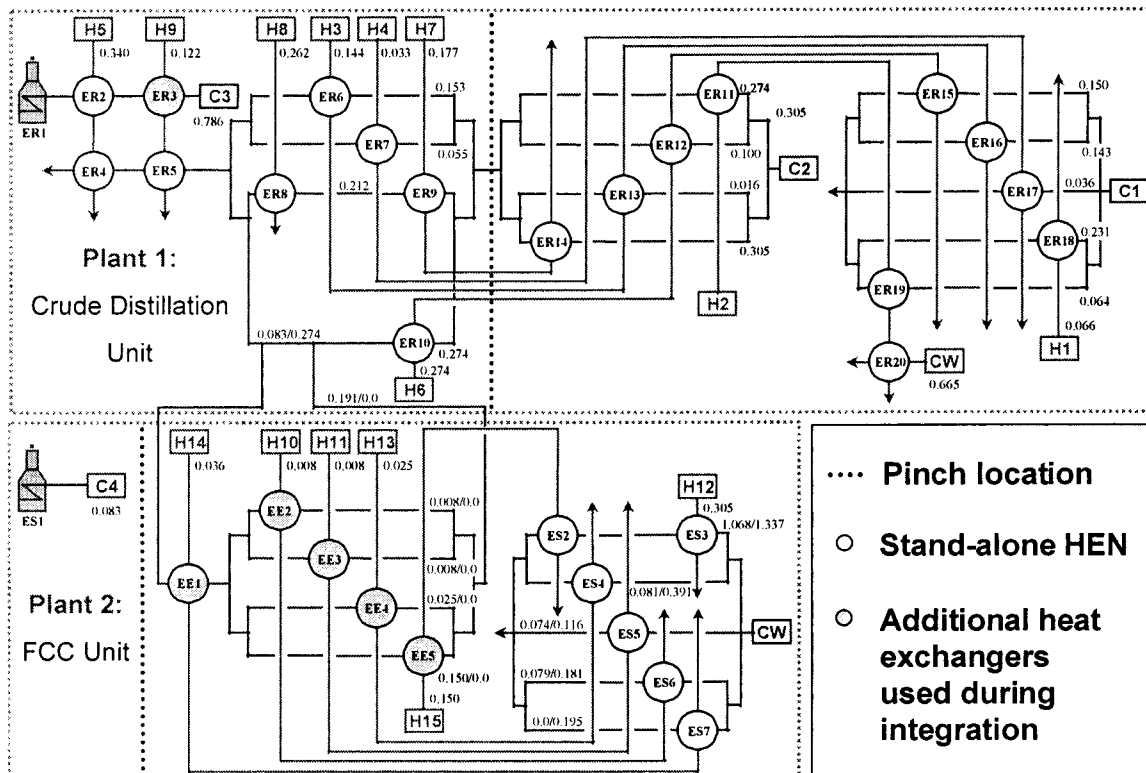 H5 H9 H8 H3 H4 H7
0.340 0.122 0.262 0.144 0.033 0.177
ER1 ER2 ER3 C3 ER6 0.153 ER11 0.274 ER15 0.150
0.786 0.305
ER7 ER12 ER16
0.055 0.100 0.143
ER4 ER5 C2
ER8 0.212 ER9 ER13 0.016 ER17 0.036 C1
ER14 0.305 ER18 0.231
Plant 1:
Crude Distillation
Unit
ER19 0.064
H2
0.083/0.274 ER10 0.274 H1
0.066
0.274 ER20 CW
H6 0.665
0.191/0.0
H14 H10 H11 H13
0.036 0.008 0.008 0.025
C4
ES1 0.083
H12
0.305
EE2 0.008/0.0 ES2 ES3 1.068/1.337
EE3 0.008/0.0
EE1 ES4 0.081/0.391
0.025/0.0
EE4
Plant 2:
FCC Unit
0.074/0.116 ES5 CW
EE5 0.150/0.0
0.079/0.181 ES6
0.150
H15
0.0/0.195 ES7
Pinch location
Stand-alone HEN
Additional heat
exchangers
used during
integration